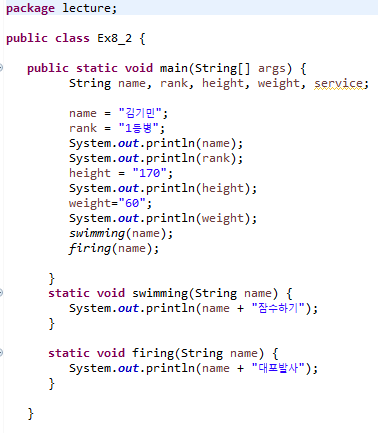 package lecture;
public class Ex8_2 {
public static void main(String[] args) {
String name, rank, height, weight, service;
name = "김기민";
rank = "1등병";
System.out.println(name);
System.out.println(rank);
height = "170";
System.out.println(height);
weight="60";
System.out.println(weight);
swimming(name);
firing(name);
}
static void swimming(String name) {
System.out.println(name + "잠수하기");
}
static void firing(String name) {
System.out.println(name + "대포발사");
}
}